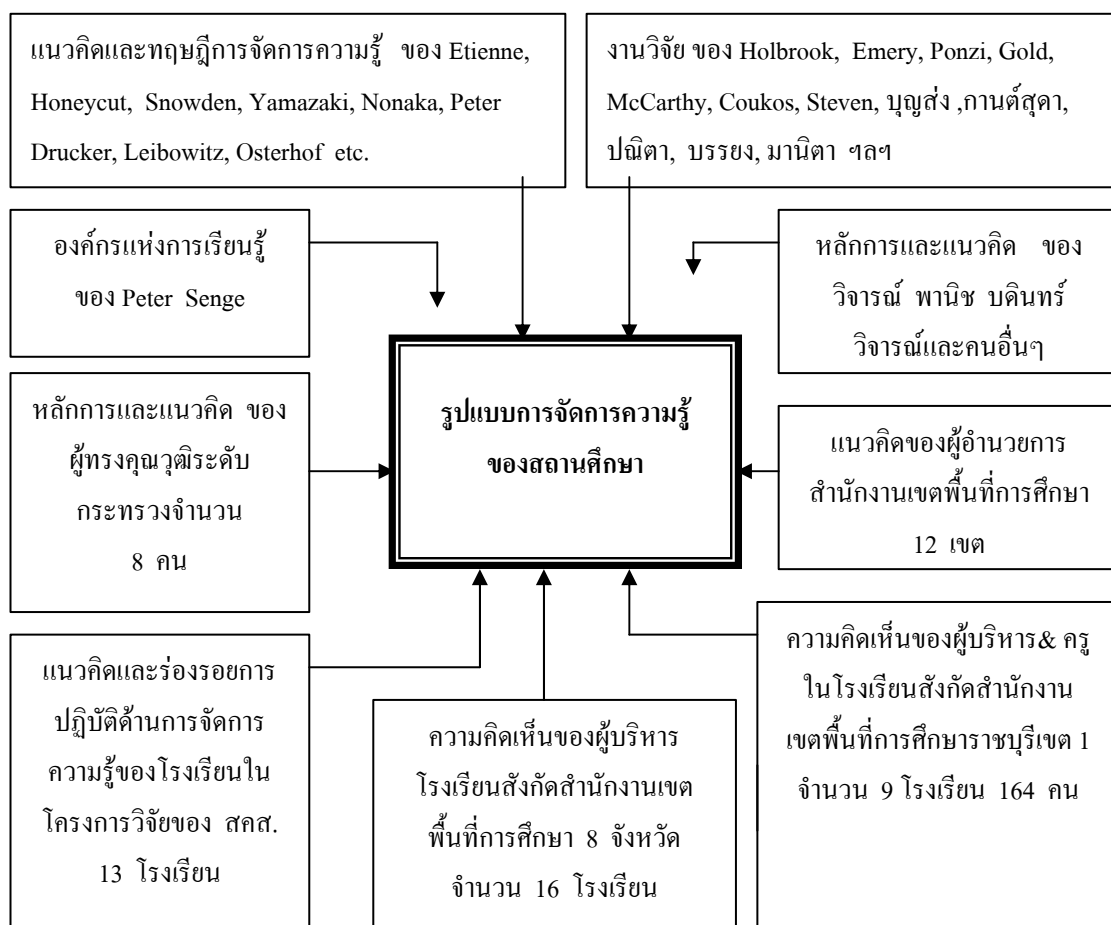 แนวคิดและทฤษฎีการจัดการความรู้ ของ Etienne,
Honeycut, Snowden, Yamazaki, Nonaka, Peter
Drucker, Leibowitz, Osterhof etc.
งานวิจัย ของ Holbrook, Emery, Ponzi, Gold,
McCarthy, Coukos, Steven, บุญส่ง ,กานต์สุดา,
ปณิตา, บรรยง, มานิตา ฯลฯ
องค์กรแห่งการเรียนรู้
ของ Peter Senge
หลักการและแนวคิด ของ
วิจารณ์ พานิช บดินทร์
วิจารณ์และคนอื่นๆ
รูปแบบการจัดการความรู้
ของสถานศึกษา
หลักการและแนวคิด ของ
ผู้ทรงคุณวุฒิระดับ
กระทรวงจำนวน
8 คน
แนวคิดของผู้อำนวยการ
สำนักงานเขตพื้นที่การศึกษา
12 เขต
แนวคิดและร่องรอยการ
ปฏิบัติด้านการจัดการ
ความรู้ของโรงเรียนใน
โครงการวิจัยของ สคส.
13 โรงเรียน
ความคิดเห็นของผู้บริหาร
โรงเรียนสังกัดสำนักงานเขต
พื้นที่การศึกษา 8 จังหวัด
จำนวน 16 โรงเรียน
ความคิดเห็นของผู้บริหาร& ครู
ในโรงเรียนสังกัดสำนักงาน
เขตพื้นที่การศึกษาราชบุรีเขต 1
จำนวน 9 โรงเรียน 164 คน